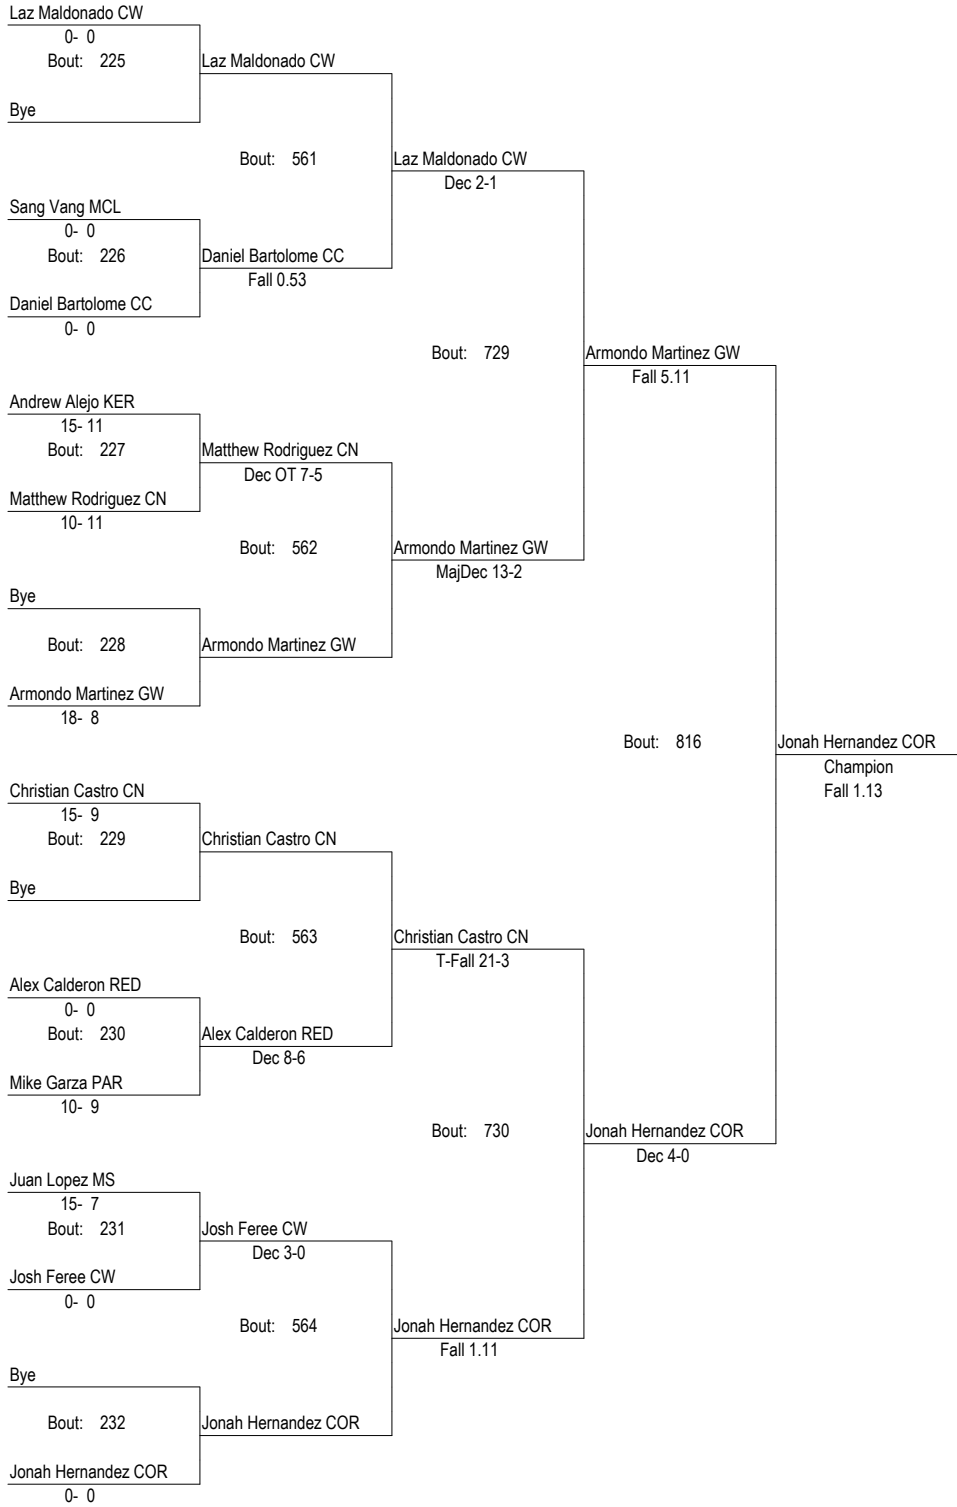 Laz Maldonado CW
0- 0
Bout: 225
Laz Maldonado CW
Bye
Bout: 561
Laz Maldonado CW
Dec 2-1
Sang Vang MCL
0- 0
Bout: 226
Daniel Bartolome CC
Fall 0.53
Daniel Bartolome CC
0- 0
Bout: 729
Armondo Martinez GW
Fall 5.11
Andrew Alejo KER
15- 11
Bout: 227
Matthew Rodriguez CN
Dec OT 7-5
Matthew Rodriguez CN
10- 11
Bout: 562
Armondo Martinez GW
MajDec 13-2
Bye
Bout: 228
Armondo Martinez GW
Armondo Martinez GW
18- 8
Bout: 816
Jonah Hernandez COR
Champion
Fall 1.13
Christian Castro CN
15- 9
Bout: 229
Christian Castro CN
Bye
Bout: 563
Christian Castro CN
T-Fall 21-3
Alex Calderon RED
0- 0
Bout: 230
Alex Calderon RED
Dec 8-6
Mike Garza PAR
10- 9
Bout: 730
Jonah Hernandez COR
Dec 4-0
Juan Lopez MS
15- 7
Bout: 231
Josh Feree CW
Dec 3-0
Josh Feree CW
0- 0
Bout: 564
Jonah Hernandez COR
Fall 1.11
Bye
Bout: 232
Jonah Hernandez COR
Jonah Hernandez COR
0- 0